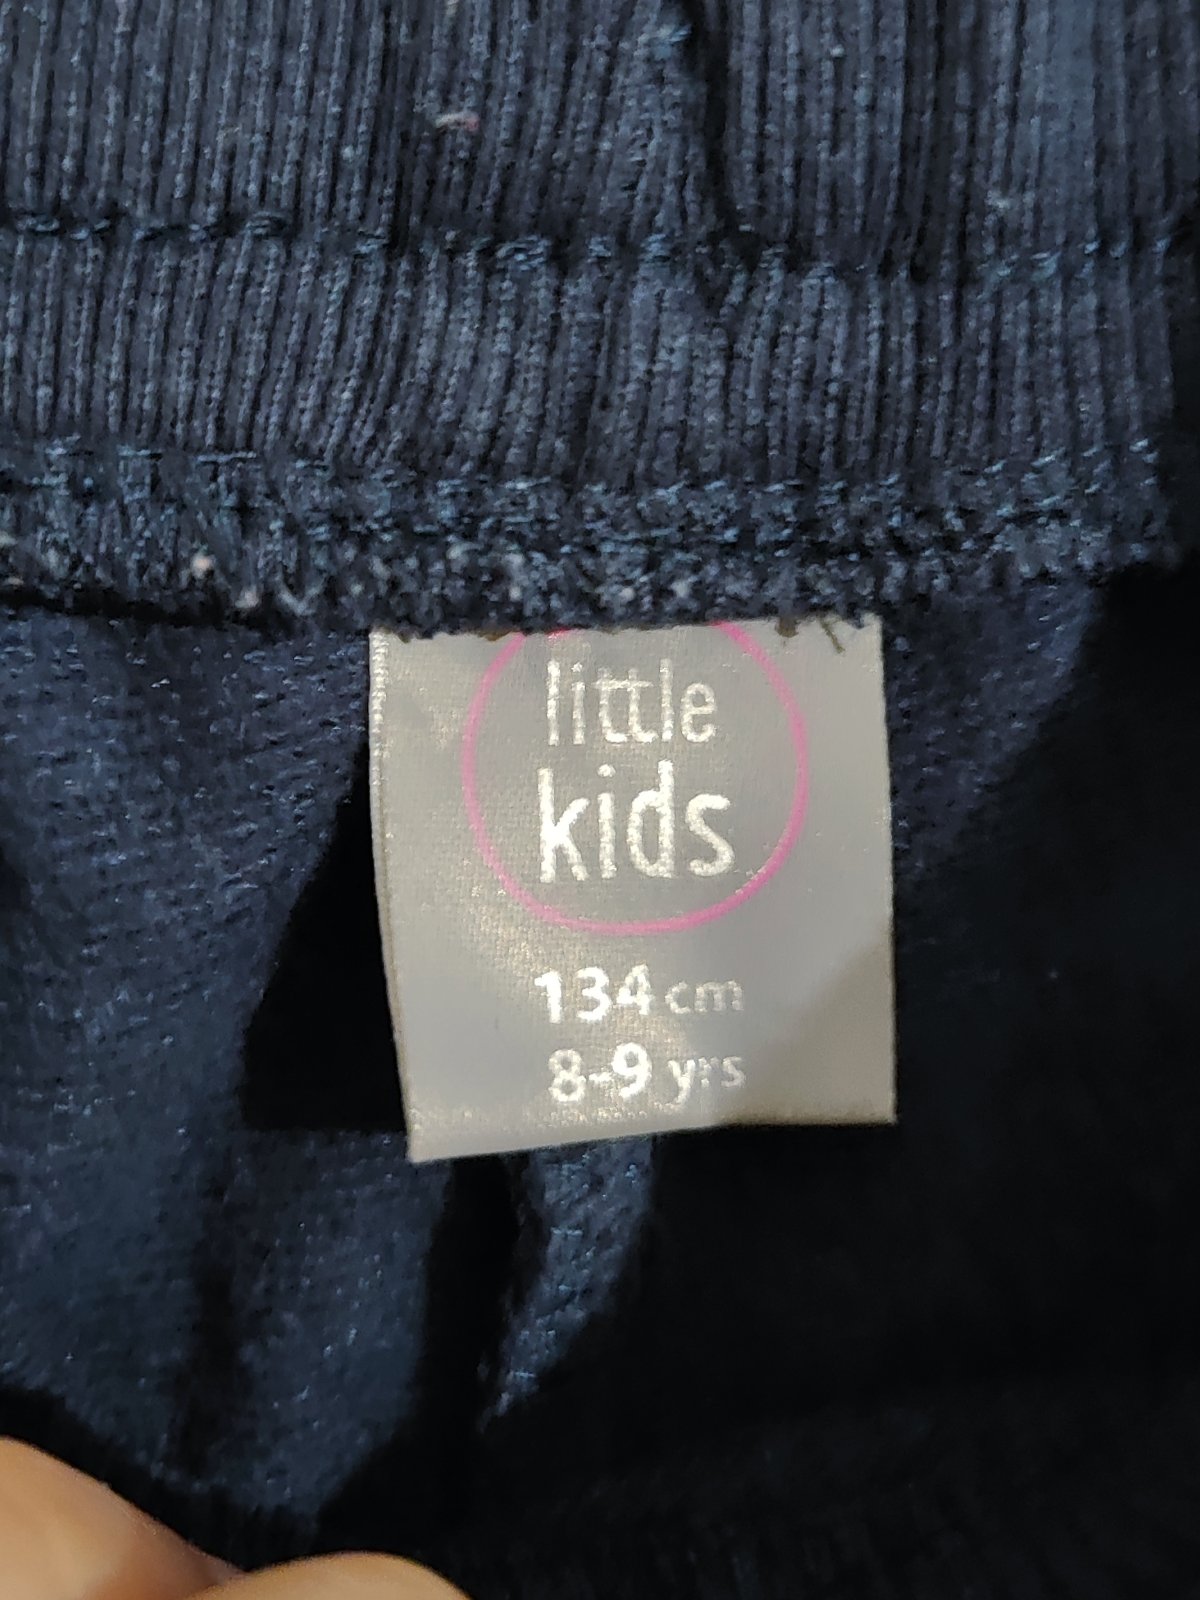 little
kids
134 cm
8-9 yrs